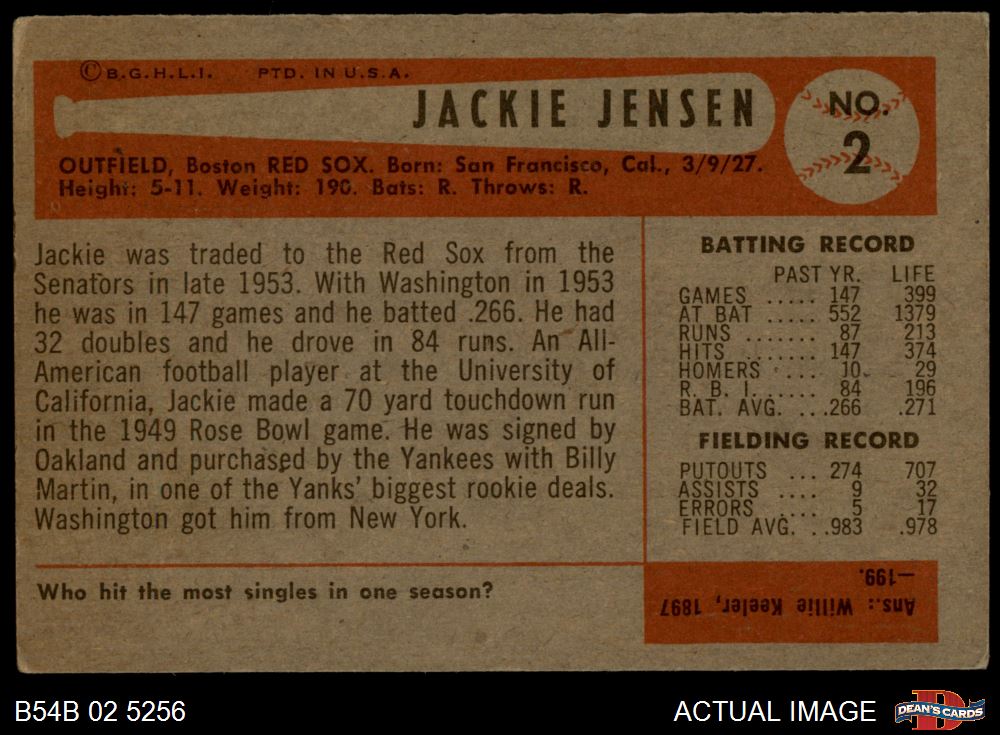 ©B.G.H.L.I. PTD. IN U.S.A.
JACKIE JENSEN
NO.
2
OUTFIELD, Boston RED SOX. Born: San Francisco, Cal., 3/9/27.
Height: 5-11. Weight: 190. Bats: R. Throws: R.
Jackie was traded to the Red Sox from the
Senators in late 1953. With Washington in 1953
he was in 147 games and he batted .266. He had
32 doubles and he drove in 84 runs. An All-
American football player at the University of
California, Jackie made a 70 yard touchdown run
in the 1949 Rose Bowl game. He was signed by
Oakland and purchased by the Yankees with Billy
Martin, in one of the Yanks' biggest rookie deals.
Washington got him from New York.
BATTING RECORD
PAST YR. LIFE
GAMES ..... 147 399
AT BAT ..... 552 1379
RUNS ....... 87 213
HITS ....... 147 374
HOMERS .... 10 29
R. B. I. ..... 84 196
BAT. AVG. ... .266 .271
FIELDING RECORD
PUTOUTS ... 274 707
ASSISTS .... 9 32
ERRORS .... 5 17
FIELD AVG. . .983 .978
Who hit the most singles in one season?
Ans.: Willie Keeler, 1897
—199.
B54B 02 5256
ACTUAL IMAGE
DEAN'S CARDS